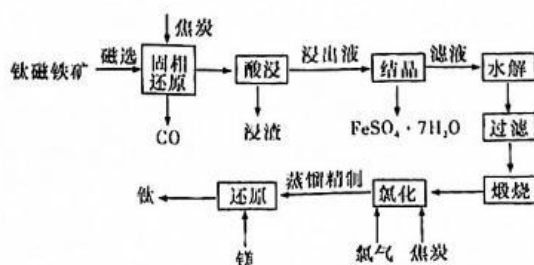 焦炭
钛磁铁矿 磁选 固相还原 酸浸 浸出液 结晶 滤液 水解
CO 浸渣 FeSO₄·7H₂O 过滤
钛 还原 蒸馏精制 氯化 煅烧
镁 氯气 焦炭